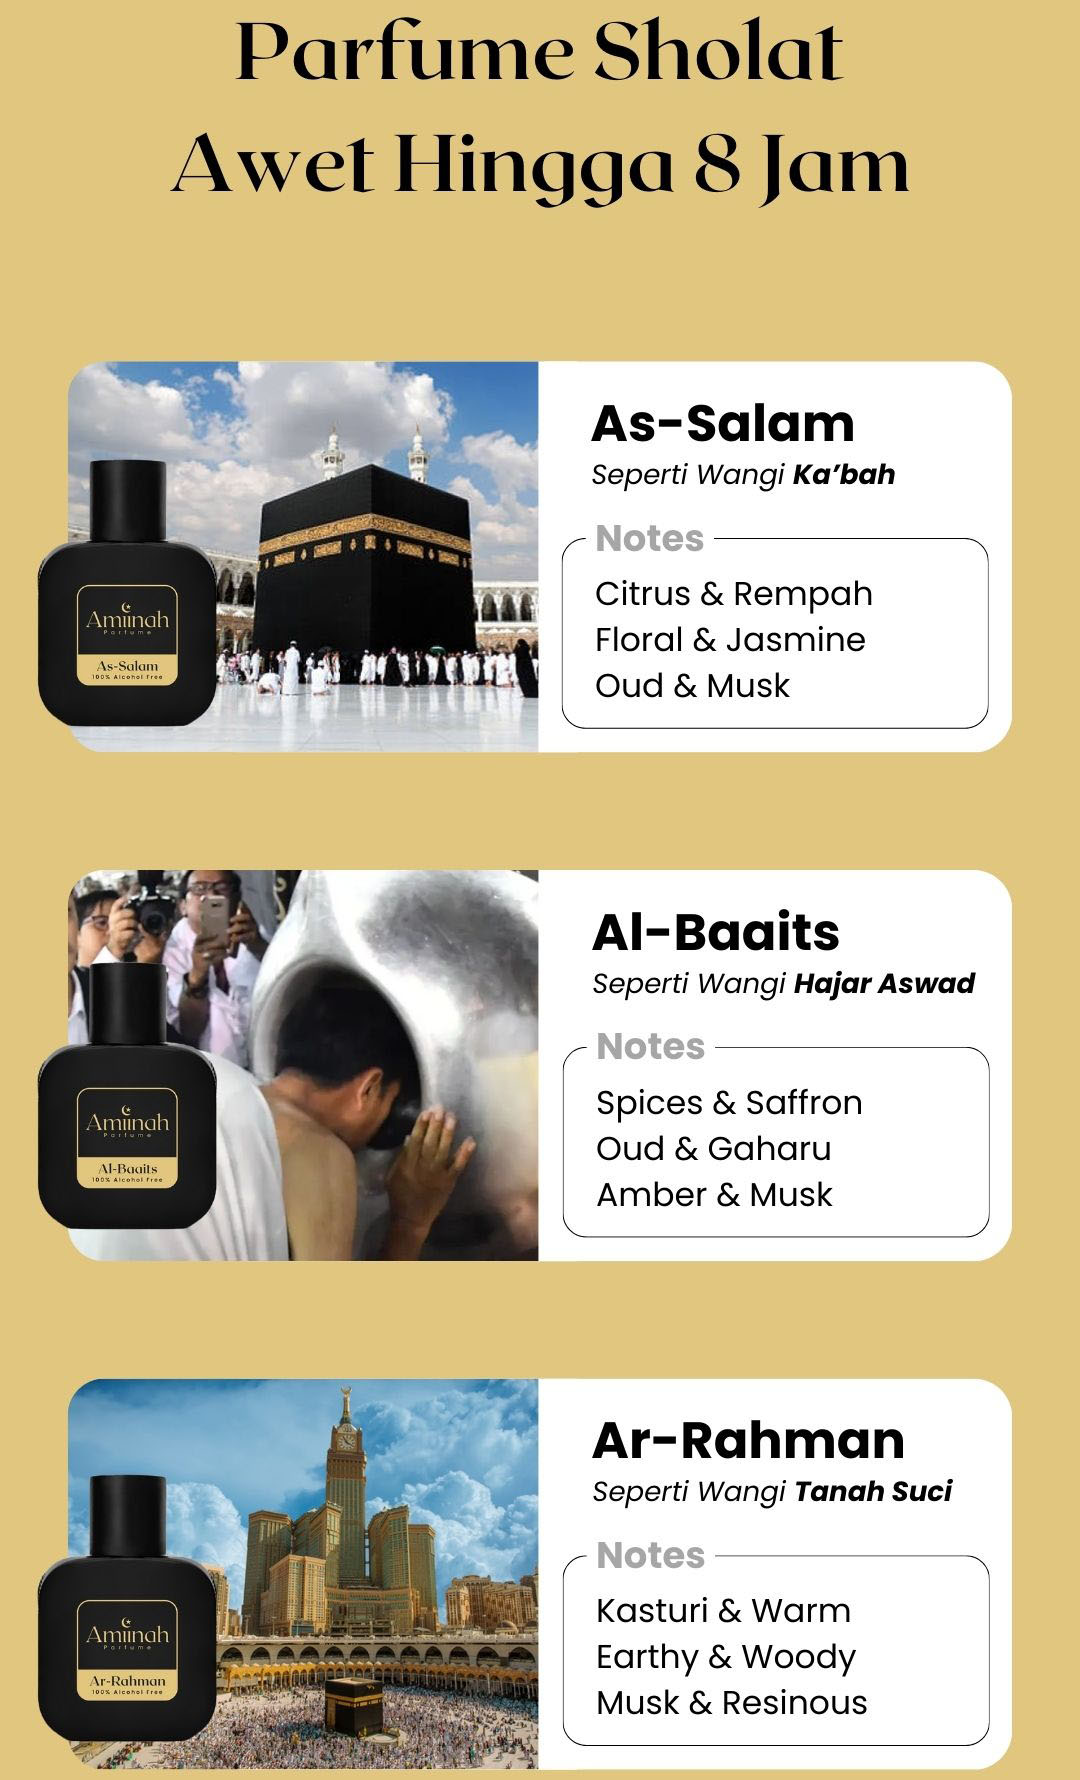 Parfume Sholat
Awet Hingga 8 Jam
As-Salam
Seperti Wangi Ka'bah
Notes
Citrus & Rempah
Floral & Jasmine
Oud & Musk
Amiinah
Parfume
As-Salam
100% Alcohol Free
Al-Baaits
Seperti Wangi Hajar Aswad
Notes
Spices & Saffron
Oud & Gaharu
Amber & Musk
Amiinah
Parfume
Al-Baaits
100% Alcohol Free
Ar-Rahman
Seperti Wangi Tanah Suci
Notes
Kasturi & Warm
Earthy & Woody
Musk & Resinous
Amiinah
Parfume
Ar-Rahman
100% Alcohol Free